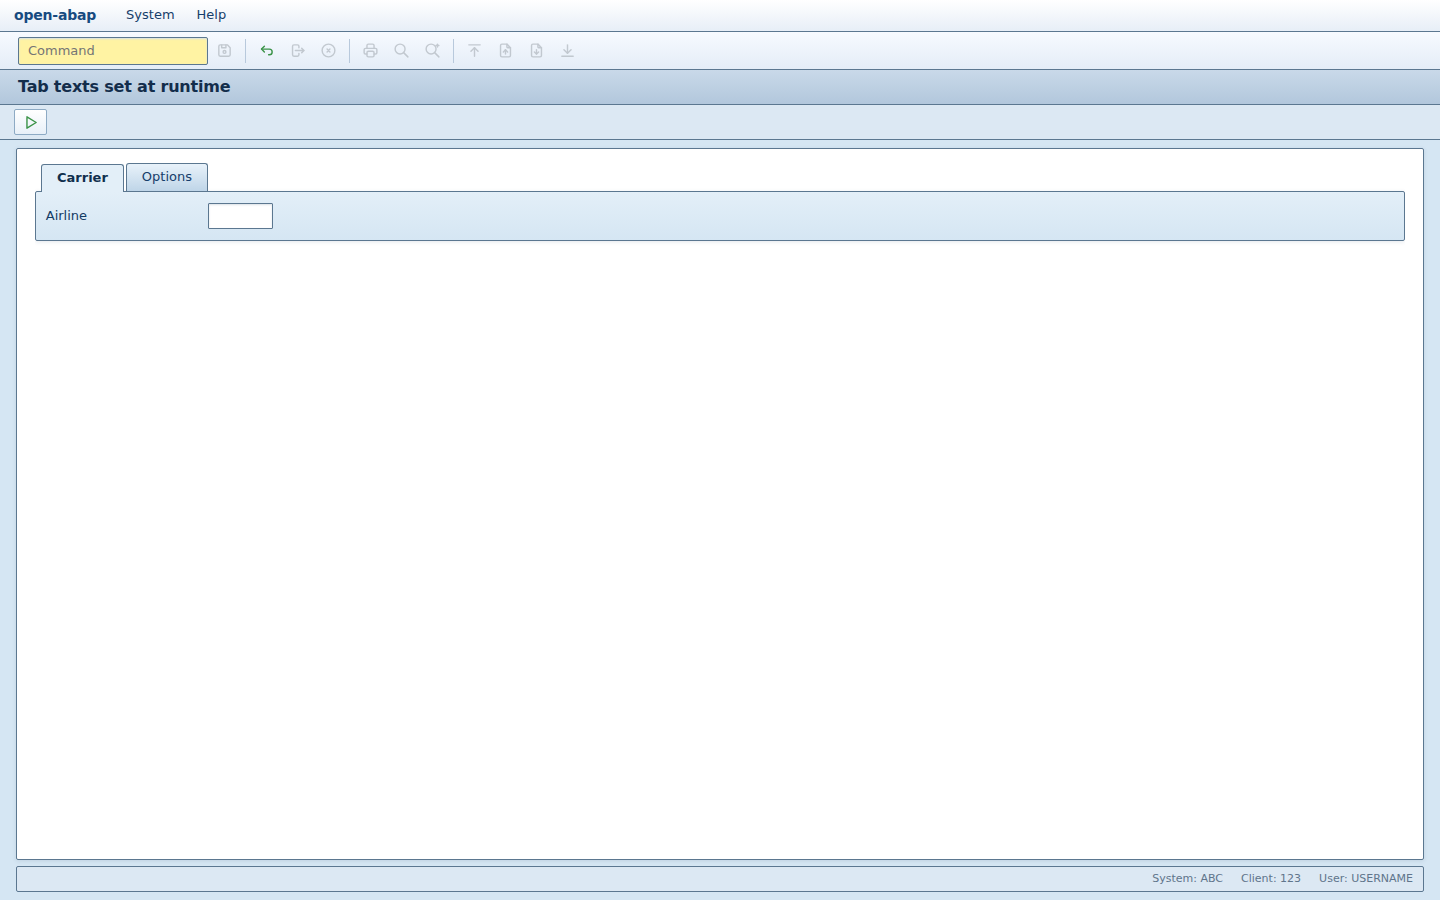 open-abap System Help
Command
Tab texts set at runtime
Carrier Options
Airline
System: ABC Client: 123 User: USERNAME